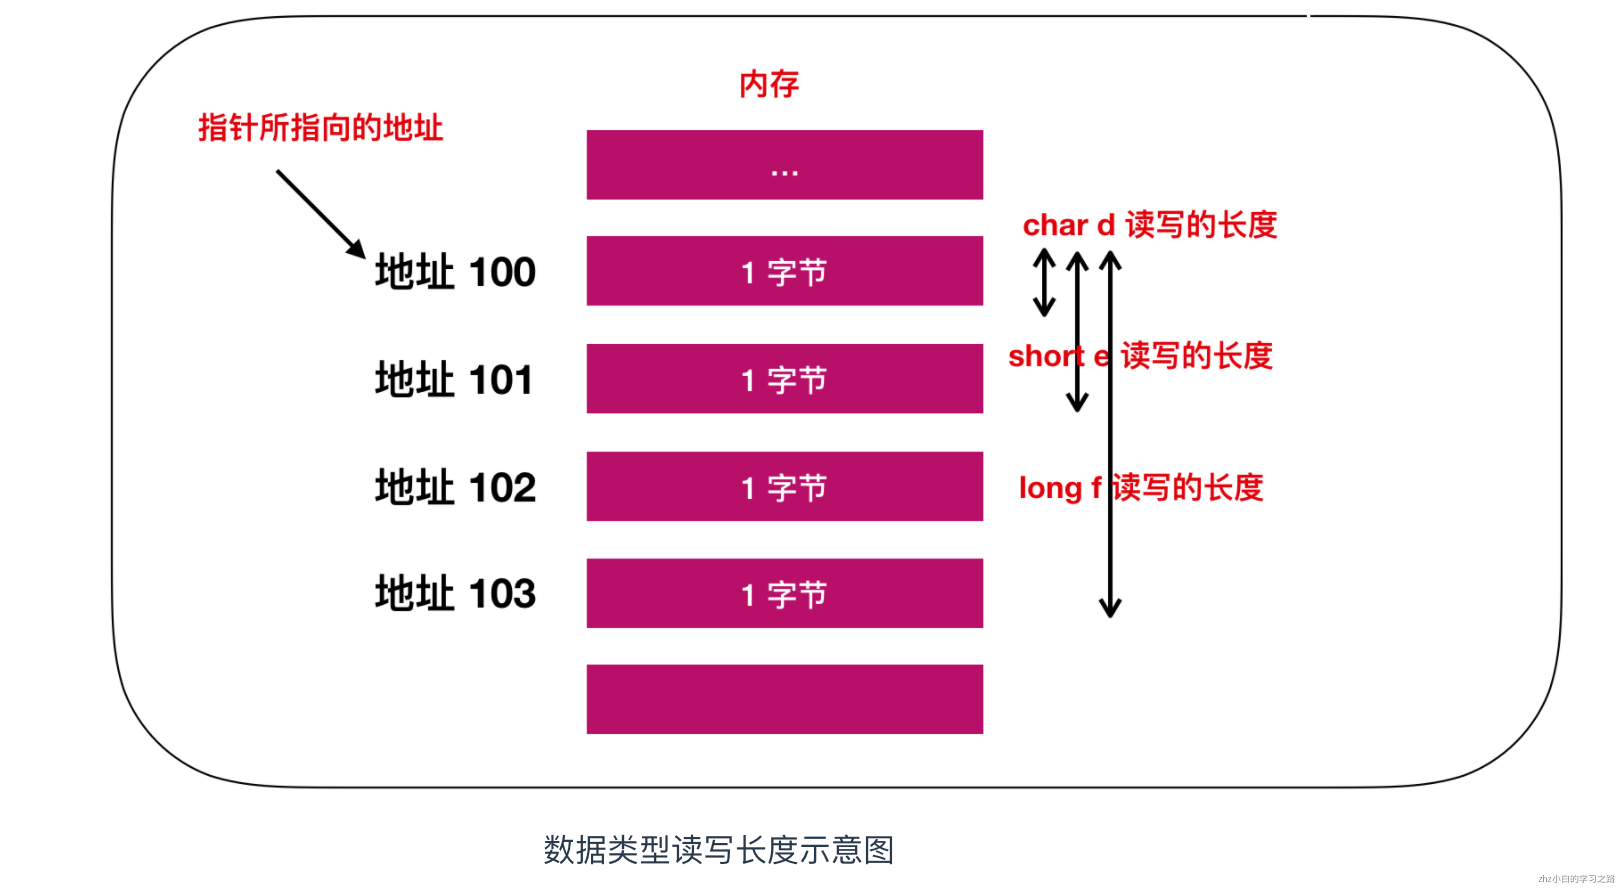 内存
指针所指向的地址
...
char d 读写的长度
地址 100
1 字节
short e 读写的长度
地址 101
1 字节
long f 读写的长度
地址 102
1 字节
地址 103
1 字节
数据类型读写长度示意图
zhz小白的学习之路